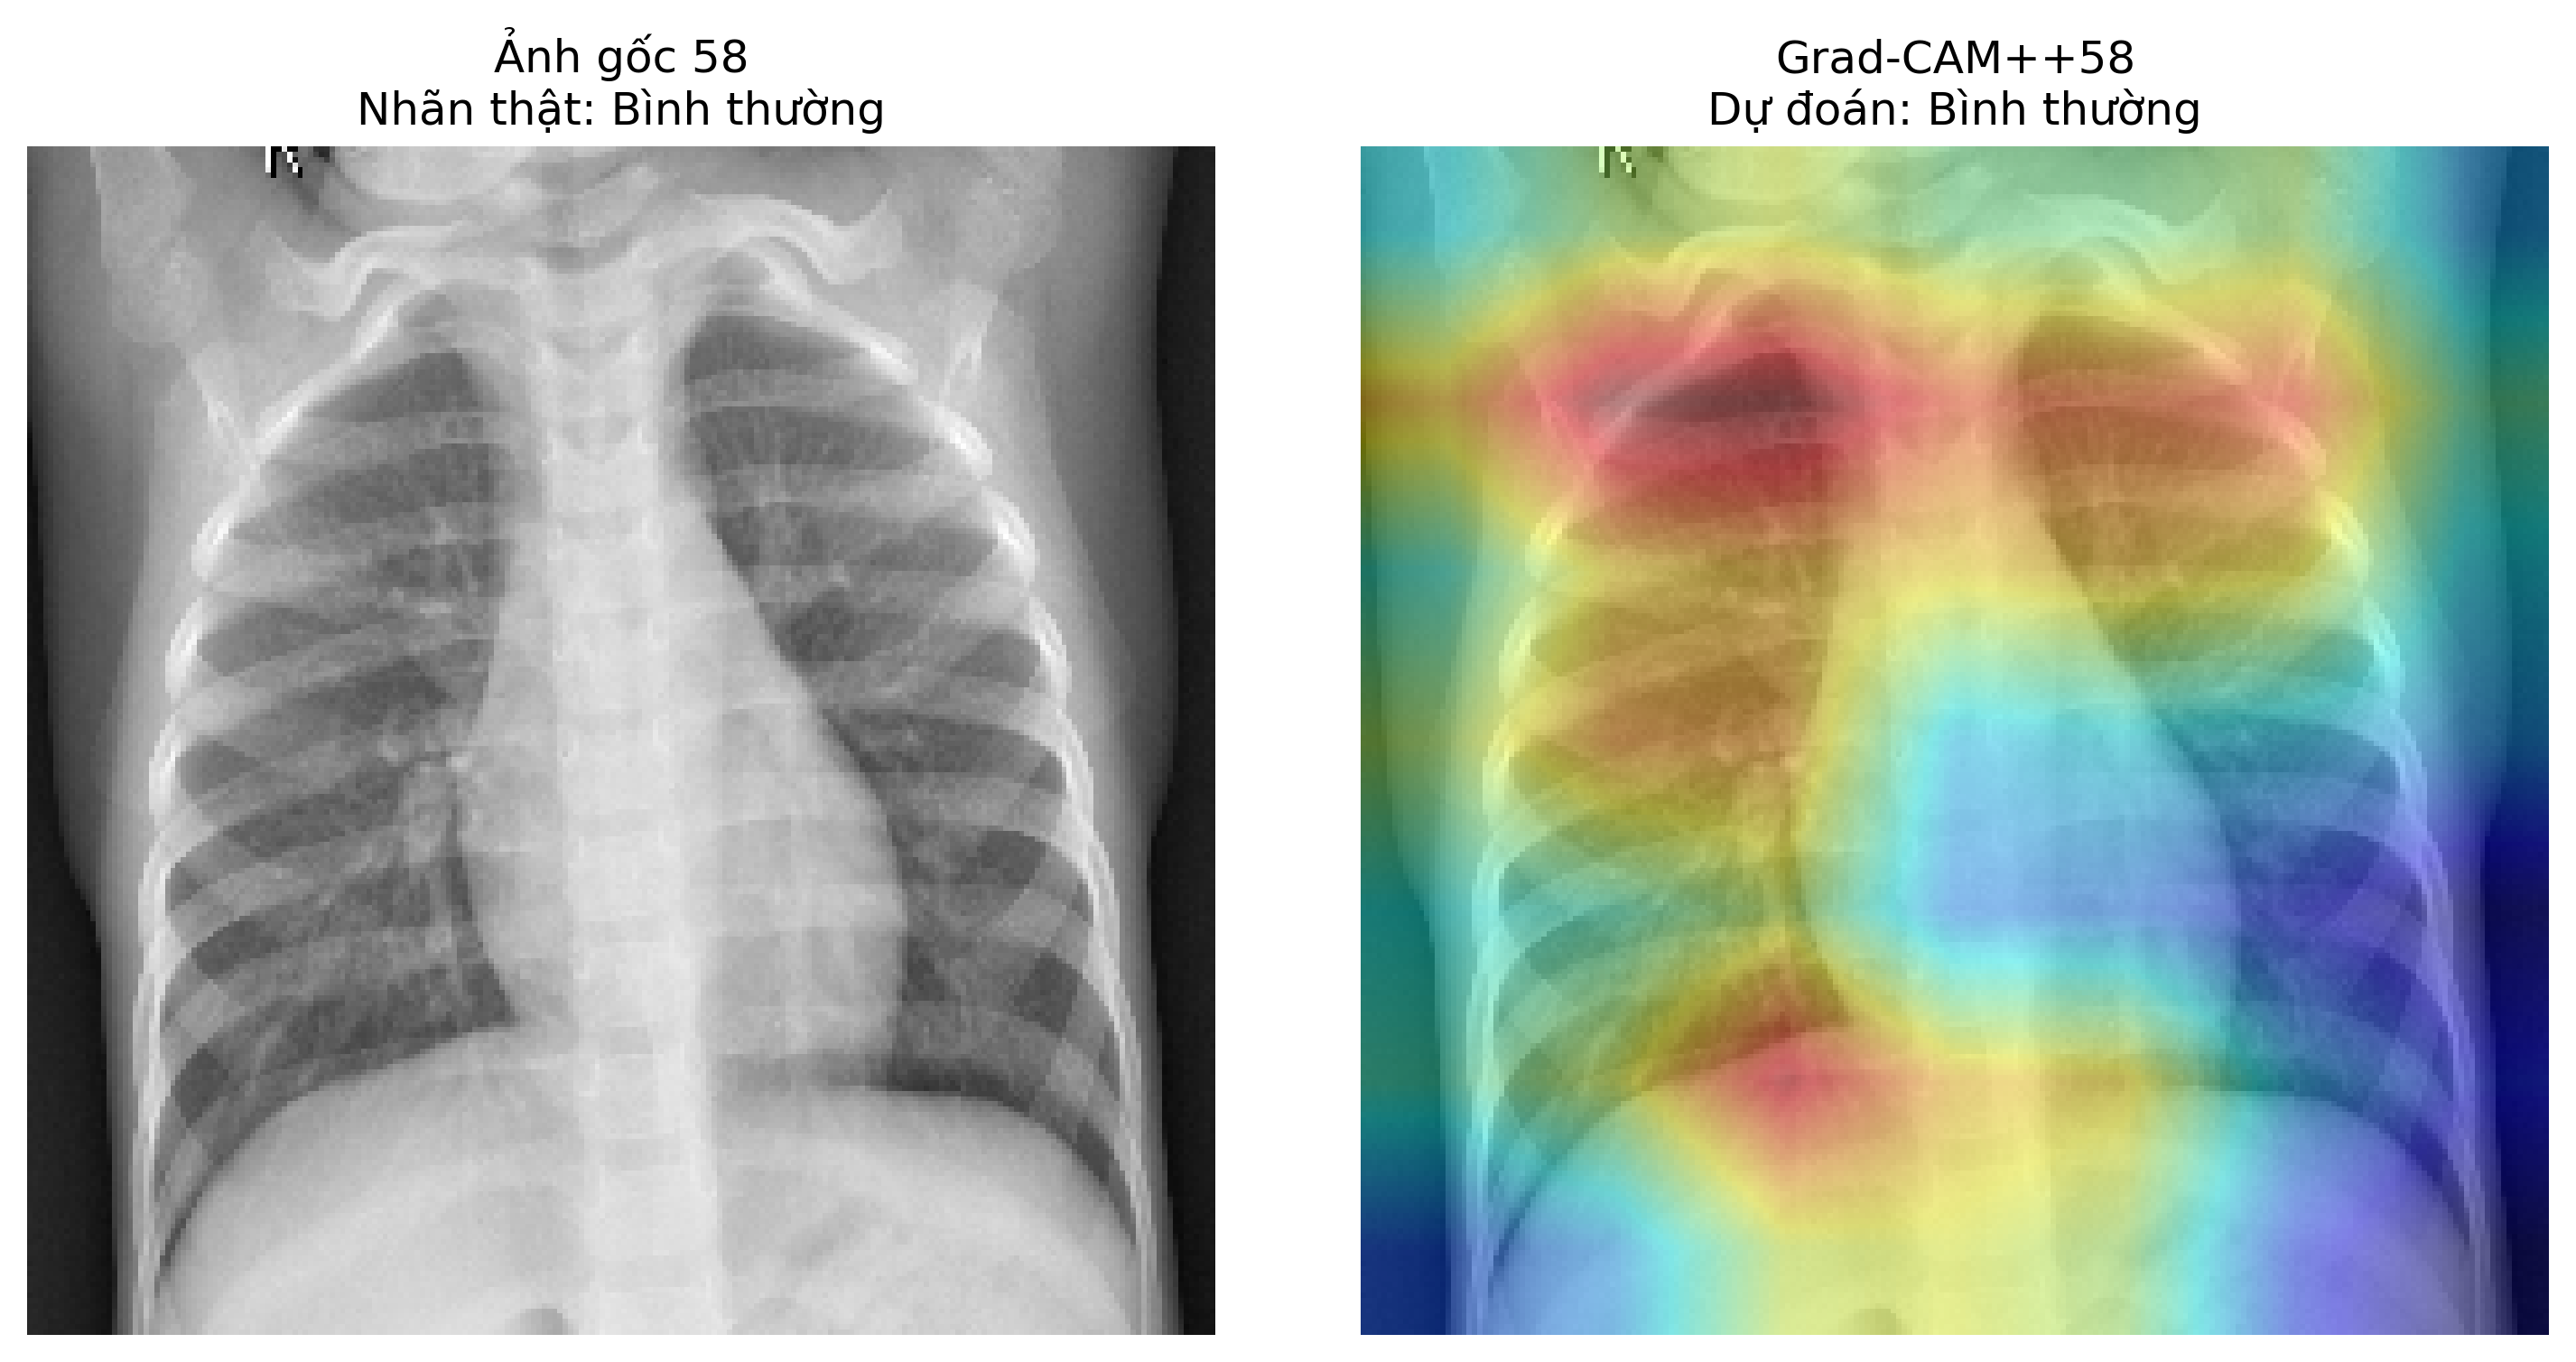 Ảnh gốc 58
Nhãn thật: Bình thường
Grad-CAM++58
Dự đoán: Bình thường